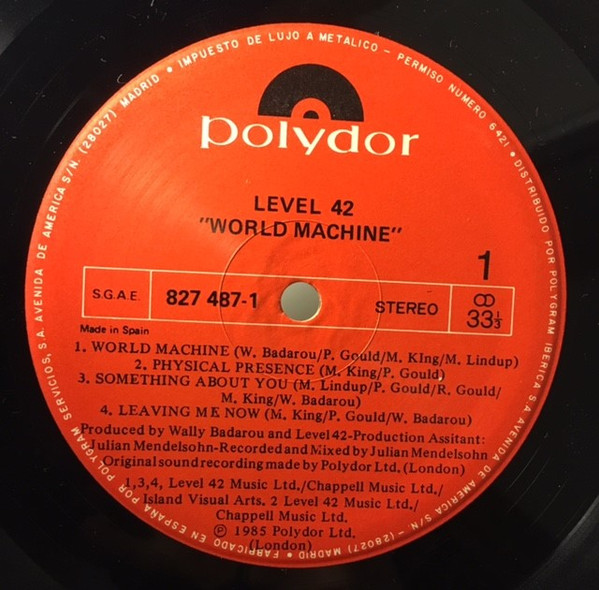 • IMPUESTO DE LUJO A METALICO - PERMISO NUMERO 6421 • DISTRIBUIDO POR POLYGRAM IBERICA S.A AVENIDA DE AMERICA S/N. - (28027) MADRID • FABRICADO EN ESPAÑA POR POLYGRAM SERVICIOS, S.A. AVENIDA DE AMERICA S/N. (28027) MADRID
polydor
LEVEL 42
"WORLD MACHINE"
1
S.G.A.E.
827 487-1
STEREO
33⅓
Made in Spain
1. WORLD MACHINE (W. Badarou/P. Gould/M. KIng/M. Lindup)
2. PHYSICAL PRESENCE (M. King/P. Gould)
3. SOMETHING ABOUT YOU (M. Lindup/P. Gould/R. Gould/
M. King/W. Badarou)
4. LEAVING ME NOW (M. King/P. Gould/W. Badarou)
Produced by Wally Badarou and Level 42-Production Assitant:
Julian Mendelsohn-Recorded and Mixed by Julian Mendelsohn
Original sound recording made by Polydor Ltd. (London)
1,3,4, Level 42 Music Ltd./Chappell Music Ltd./
Island Visual Arts. 2 Level 42 Music Ltd./
Chappell Music Ltd.
℗ 1985 Polydor Ltd.
(London)